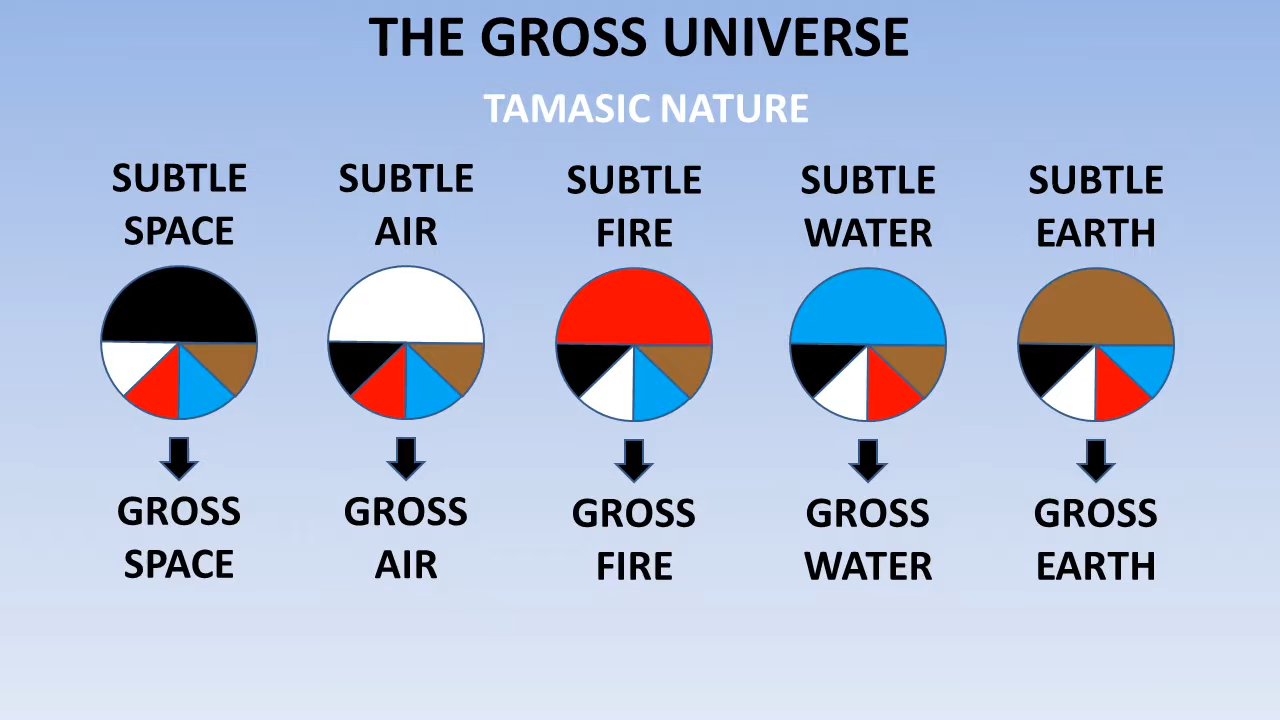 THE GROSS UNIVERSE
TAMASIC NATURE
SUBTLE SPACE
SUBTLE AIR
SUBTLE FIRE
SUBTLE WATER
SUBTLE EARTH
GROSS SPACE
GROSS AIR
GROSS FIRE
GROSS WATER
GROSS EARTH